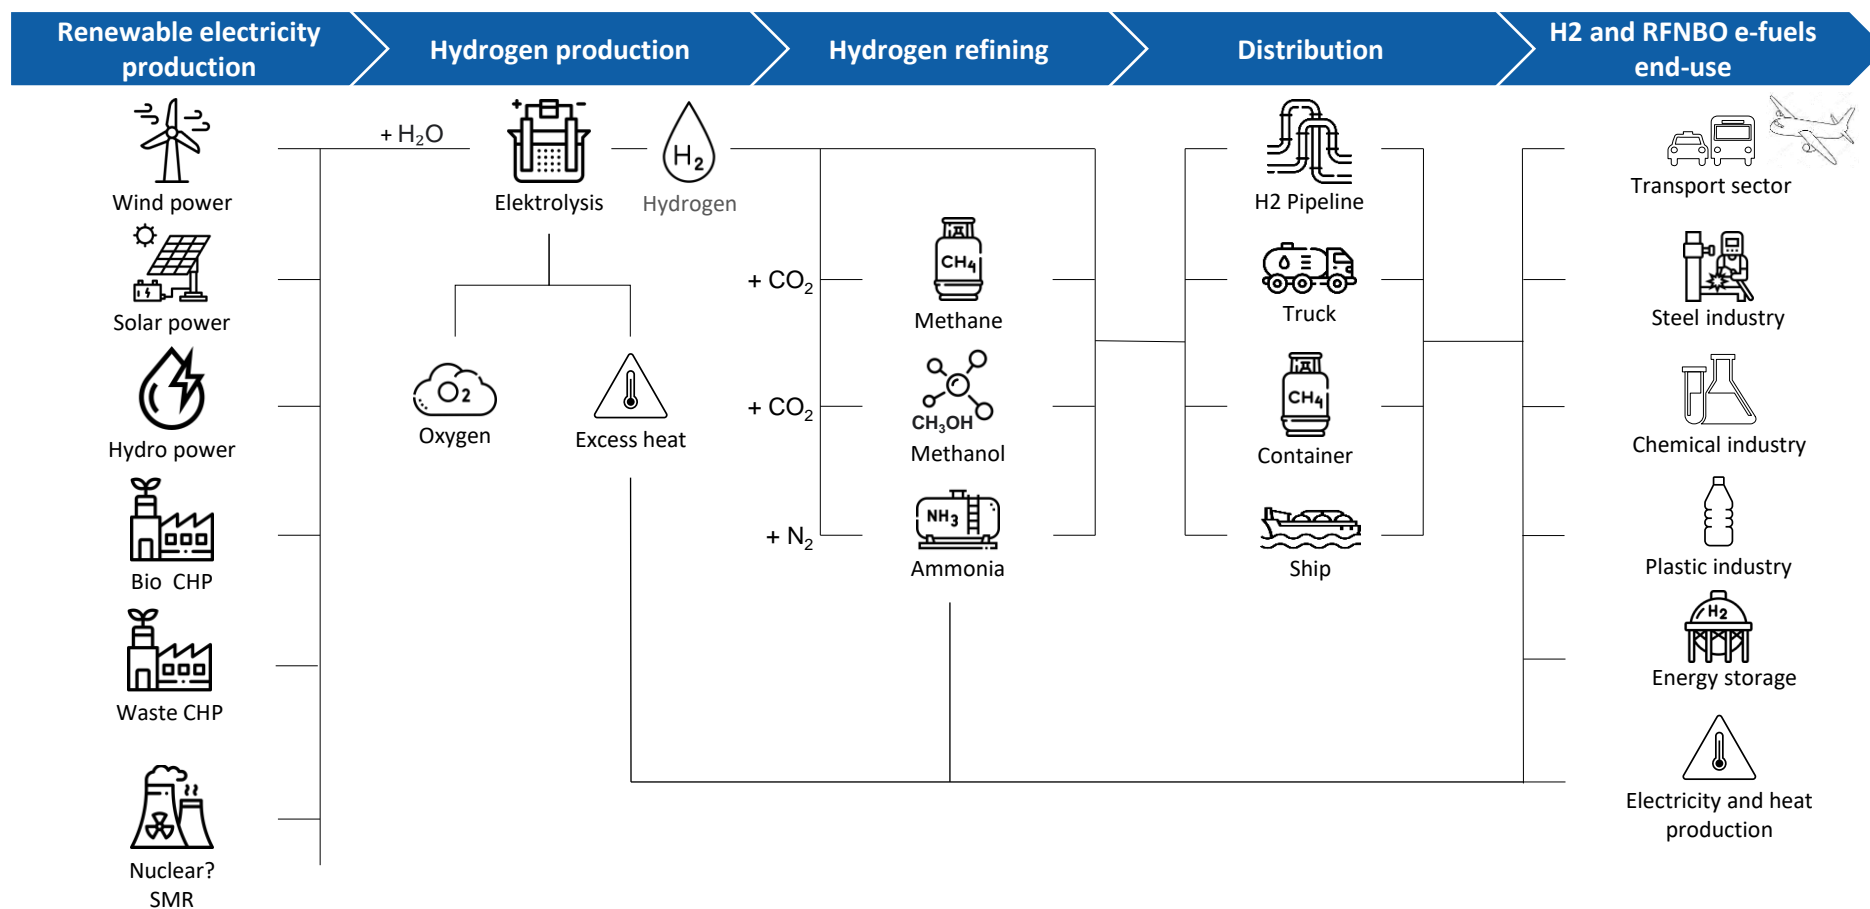 Renewable electricity
production
Hydrogen production
Hydrogen refining
Distribution
H2 and RFNBO e-fuels
end-use
Wind power
Solar power
Hydro power
Bio  CHP
Waste CHP
Nuclear?
SMR
+ H₂O
+ −
Elektrolysis
H₂
Hydrogen
O₂
Oxygen
Excess heat
+ CO₂
CH₄
Methane
+ CO₂
CH₃OH
Methanol
+ N₂
NH₃
Ammonia
H2 Pipeline
Truck
CH₄
Container
Ship
Transport sector
Steel industry
Chemical industry
Plastic industry
H₂
Energy storage
Electricity and heat
production